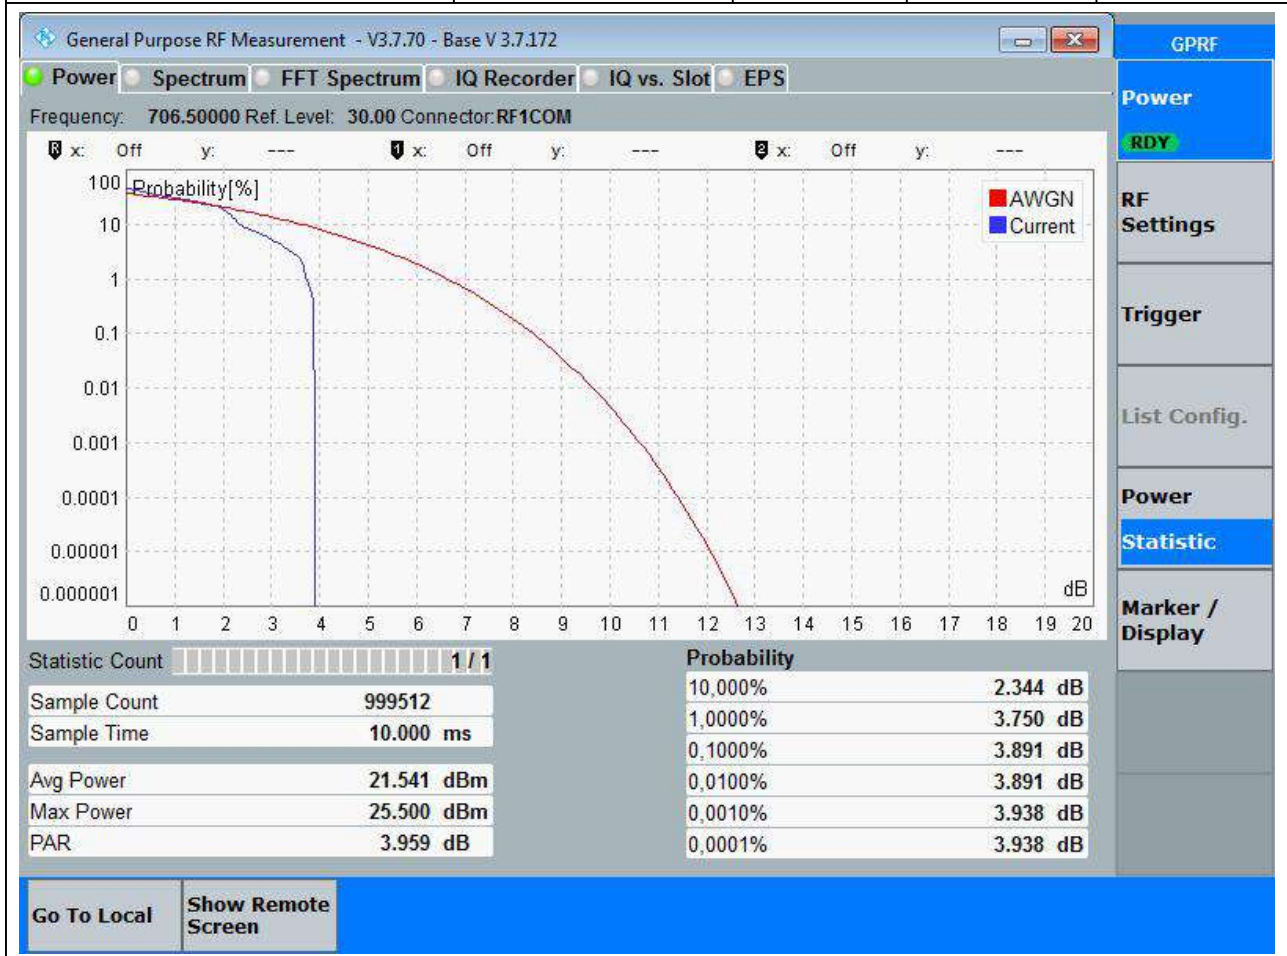 General Purpose RF Measurement - V3.7.70 - Base V 3.7.172
GPRF
Power Spectrum FFT Spectrum IQ Recorder IQ vs. Slot EPS
Frequency: 706.50000 Ref. Level: 30.00 Connector:RF1COM
R x: Off y: --- 1 x: Off y: --- 2 x: Off y: ---
Probability[%]
AWGN
Current
100
10
1
0.1
0.01
0.001
0.0001
0.00001
0.000001
dB
0 1 2 3 4 5 6 7 8 9 10 11 12 13 14 15 16 17 18 19 20
Statistic Count 1 / 1
Sample Count 999512
Sample Time 10.000 ms
Avg Power 21.541 dBm
Max Power 25.500 dBm
PAR 3.959 dB
Probability
10,000% 2.344 dB
1,0000% 3.750 dB
0,1000% 3.891 dB
0,0100% 3.891 dB
0,0010% 3.938 dB
0,0001% 3.938 dB
Power
RDY
RF
Settings
Trigger
List Config.
Power
Statistic
Marker /
Display
Go To Local
Show Remote
Screen